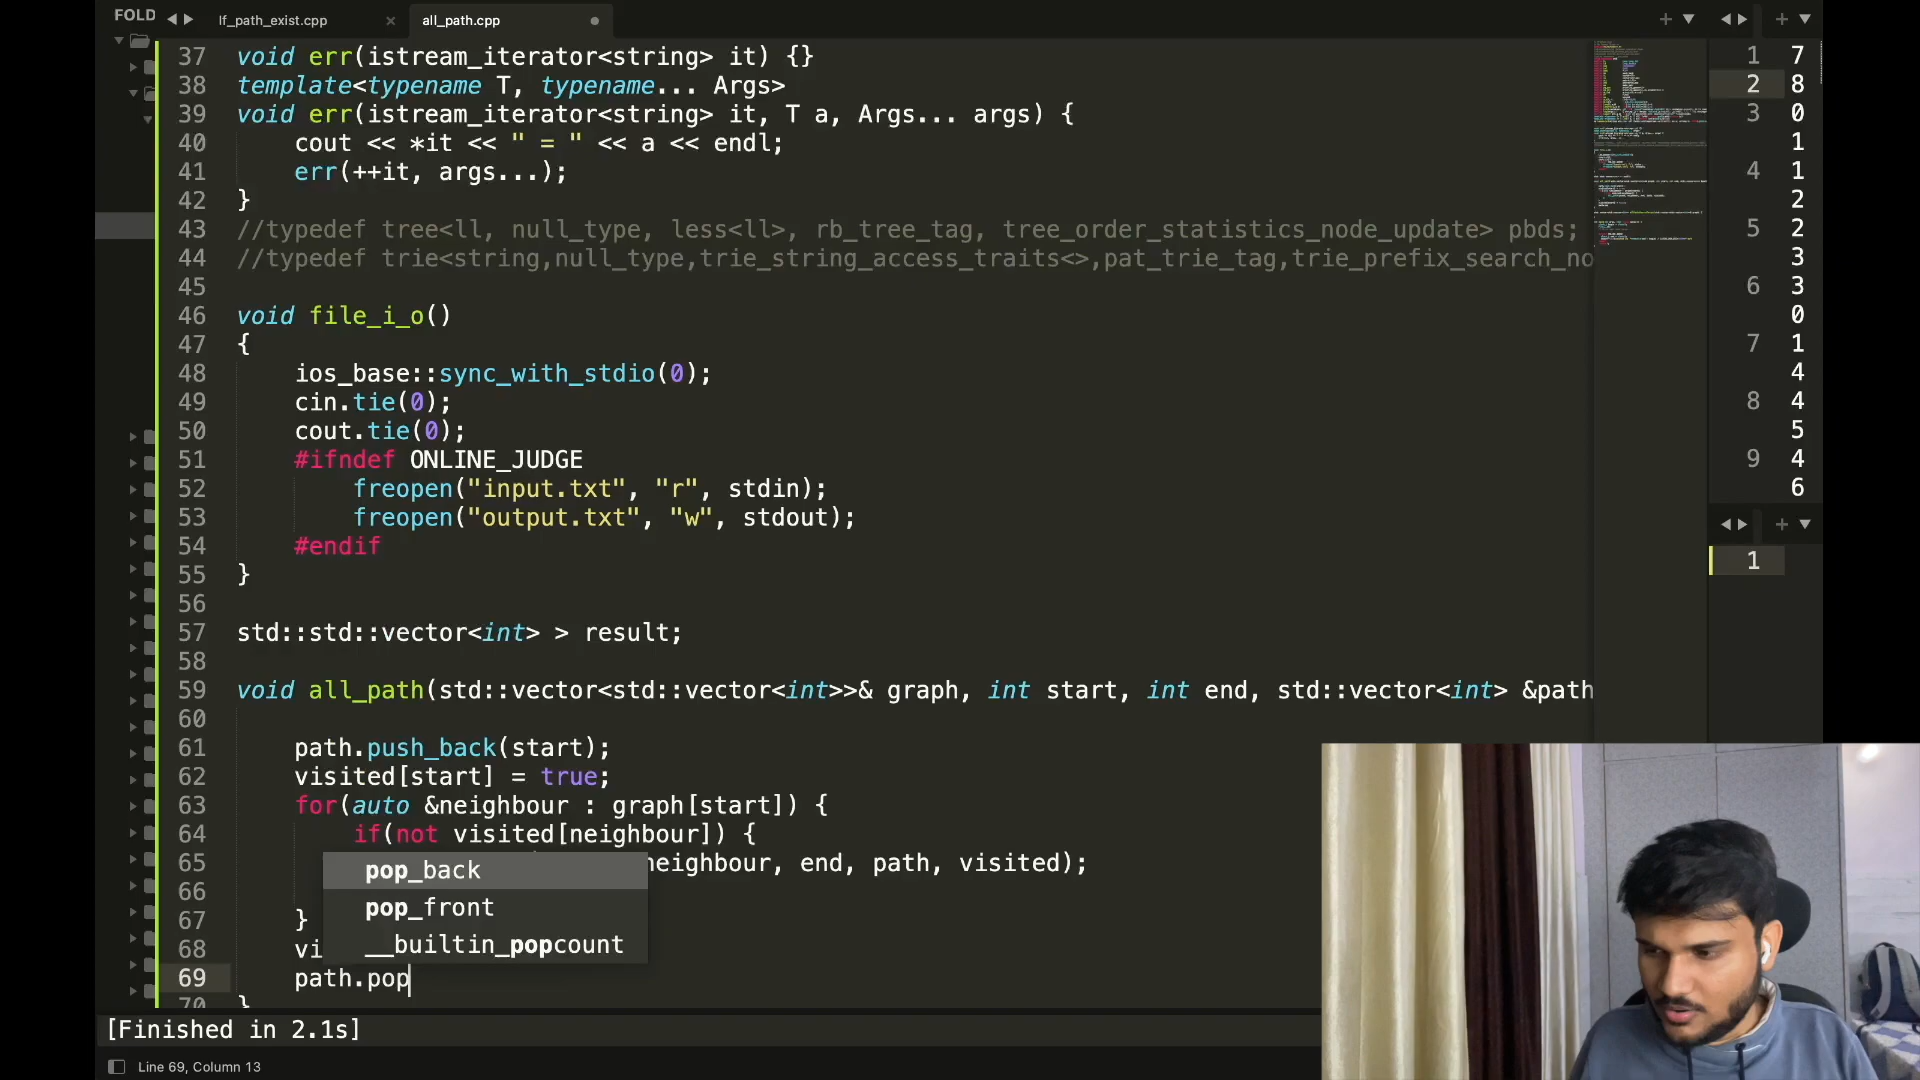 FOLD
lf_path_exist.cpp
all_path.cpp
37 void err(istream_iterator<string> it) {}
38 template<typename T, typename... Args>
39 void err(istream_iterator<string> it, T a, Args... args) {
40 cout << *it << " = " << a << endl;
41 err(++it, args...);
42 }
43 //typedef tree<ll, null_type, less<ll>, rb_tree_tag, tree_order_statistics_node_update> pbds;
44 //typedef trie<string,null_type,trie_string_access_traits<>,pat_trie_tag,trie_prefix_search_no
45
46 void file_i_o()
47 {
48 ios_base::sync_with_stdio(0);
49 cin.tie(0);
50 cout.tie(0);
51 #ifndef ONLINE_JUDGE
52 freopen("input.txt", "r", stdin);
53 freopen("output.txt", "w", stdout);
54 #endif
55 }
56
57 std::std::vector<int> > result;
58
59 void all_path(std::vector<std::vector<int>>& graph, int start, int end, std::vector<int> &path
60
61 path.push_back(start);
62 visited[start] = true;
63 for(auto &neighbour : graph[start]) {
64 if(not visited[neighbour]) {
65 neighbour, end, path, visited);
66
67 }
68 vi
69 path.pop
70 }
pop_back
pop_front
__builtin_popcount
[Finished in 2.1s]
Line 69, Column 13
1 7
2 8
3 0
1
4 1
2
5 2
3
6 3
0
7 1
4
8 4
5
9 4
6
1